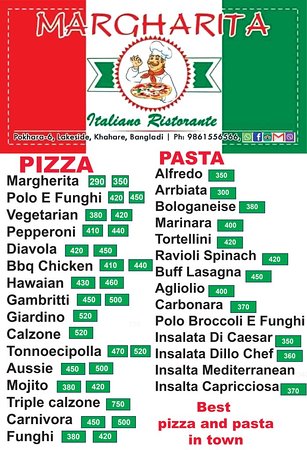 MARGHARITA
Italiano Ristorante
Pokhara-6, Lakeside, Khahare, Bangladi | Ph: 9861556566,
PIZZA
Margherita 290 350
Polo E Funghi 420 450
Vegetarian 380 420
Pepperoni 410 440
Diavola 420 450
Bbq Chicken 410 440
Hawaian 430 460
Gambritti 450 500
Giardino 520
Calzone 520
Tonnoecipolla 470 520
Aussie 450 500
Mojito 380 420
Triple calzone 750
Carnivora 450 500
Funghi 380 420
PASTA
Alfredo 350
Arrbiata 300
Bologaneise 380
Marinara 400
Tortellini 420
Ravioli Spinach 420
Buff Lasagna 450
Agliolio 400
Carbonara 370
Polo Broccoli E Funghi
Insalata Di Caesar 350
Insalata Dillo Chef 360
Insalta Mediterranean
Insalta Capricciosa 370
Best
pizza and pasta
in town